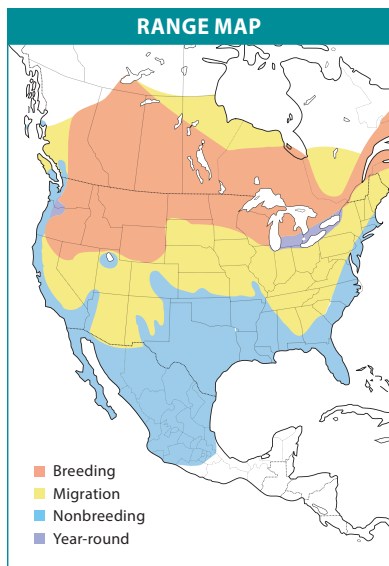 RANGE MAP
Breeding
Migration
Nonbreeding
Year-round